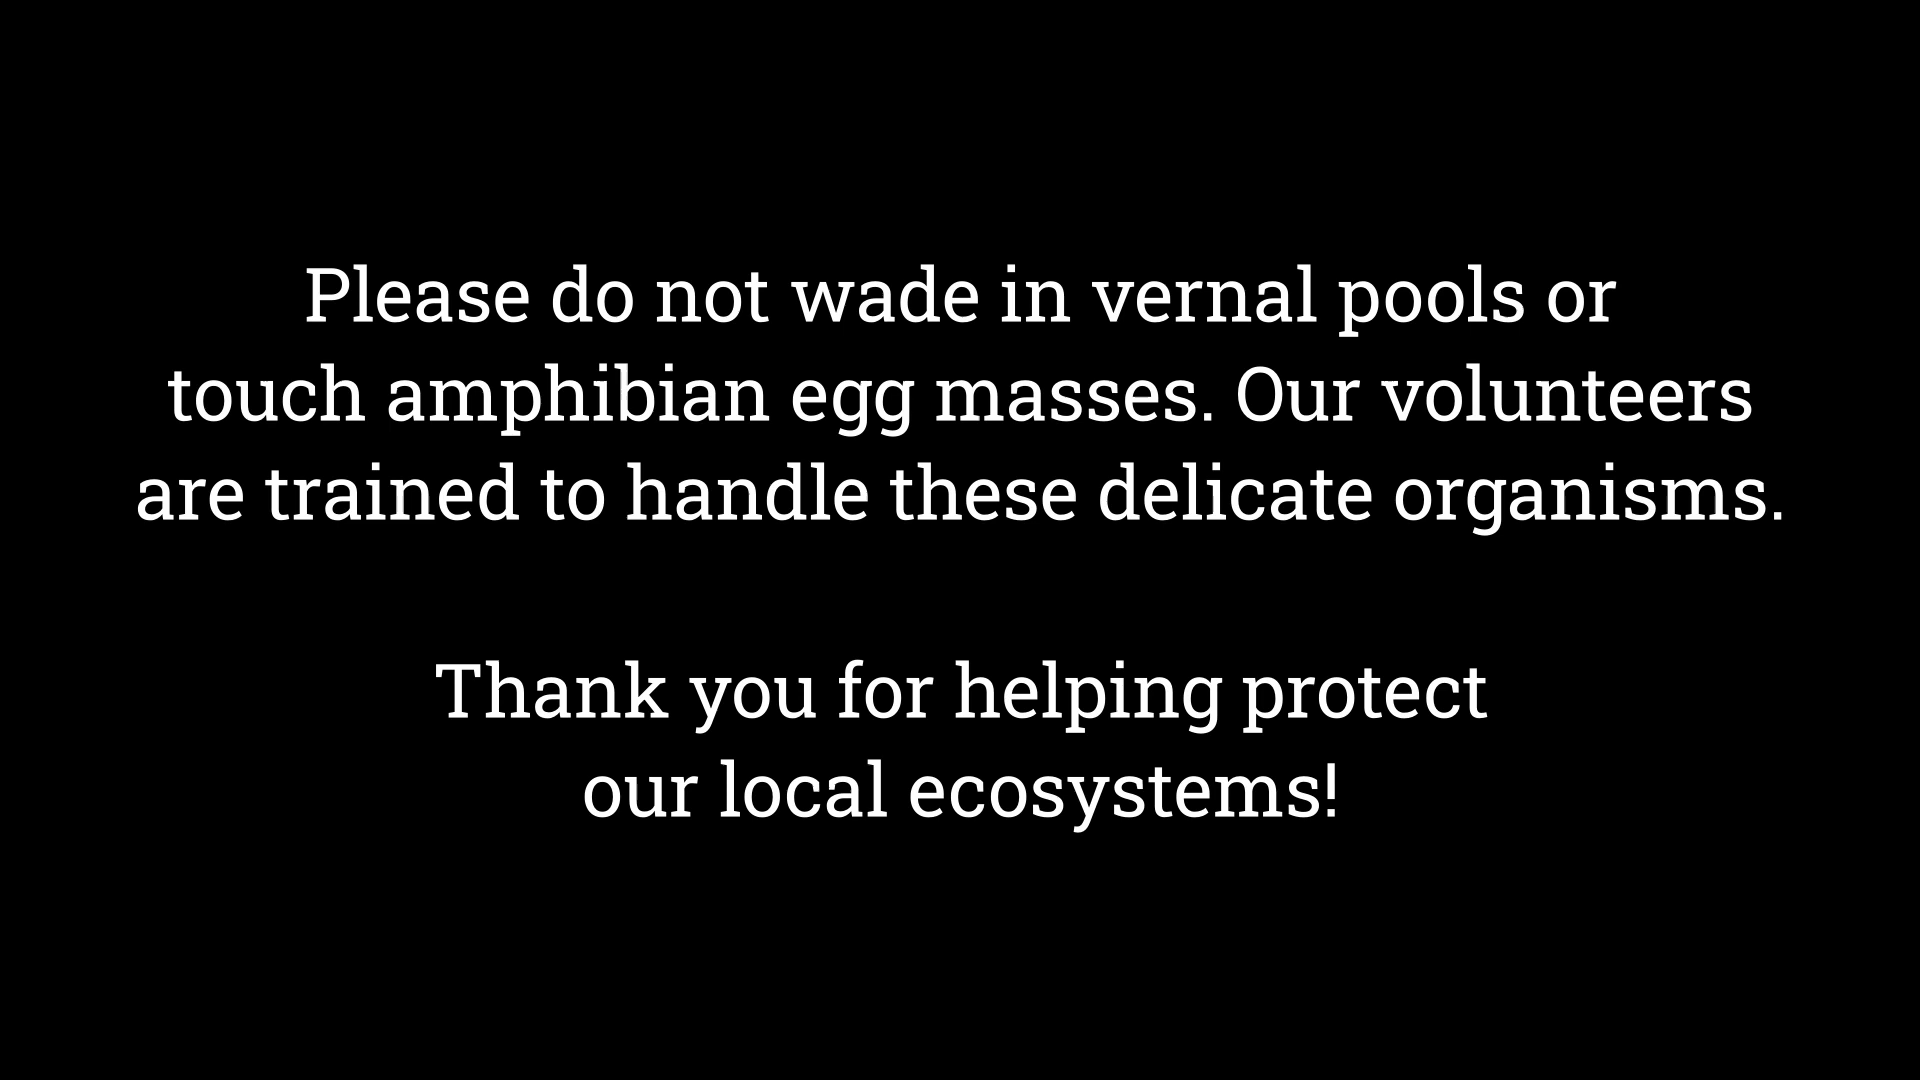 Please do not wade in vernal pools or
touch amphibian egg masses. Our volunteers
are trained to handle these delicate organisms.
Thank you for helping protect
our local ecosystems!